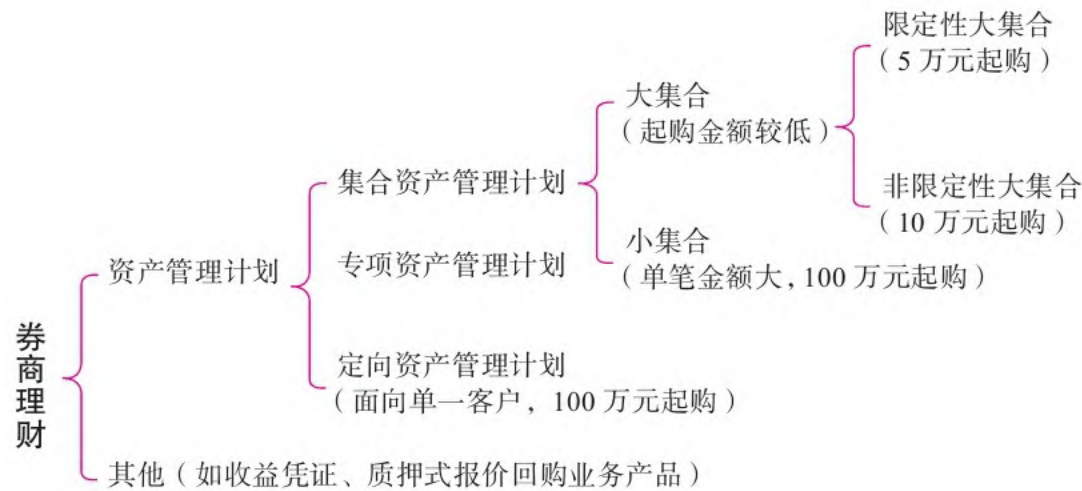 限定性大集合
（5 万元起购）
大集合
（起购金额较低）
集合资产管理计划
非限定性大集合
（10 万元起购）
小集合
（单笔金额大，100 万元起购）
资产管理计划
专项资产管理计划
券商理财
定向资产管理计划
（面向单一客户，100 万元起购）
其他（如收益凭证、质押式报价回购业务产品）